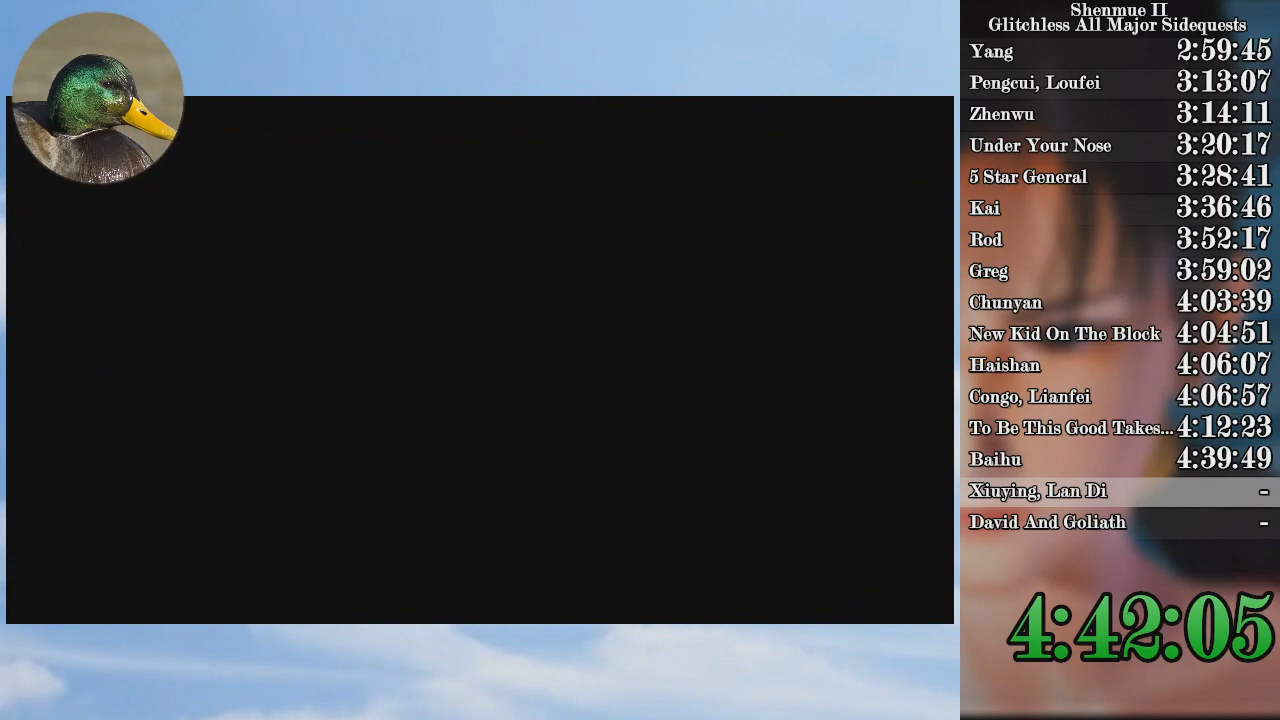 Shenmue II
Glitchless All Major Sidequests
Yang 2:59:45
Pengcui, Loufei 3:13:07
Zhenwu 3:14:11
Under Your Nose 3:20:17
5 Star General 3:28:41
Kai 3:36:46
Rod 3:52:17
Greg 3:59:02
Chunyan 4:03:39
New Kid On The Block 4:04:51
Haishan 4:06:07
Congo, Lianfei 4:06:57
To Be This Good Takes... 4:12:23
Baihu 4:39:49
Xiuying, Lan Di -
David And Goliath -
4:42:05